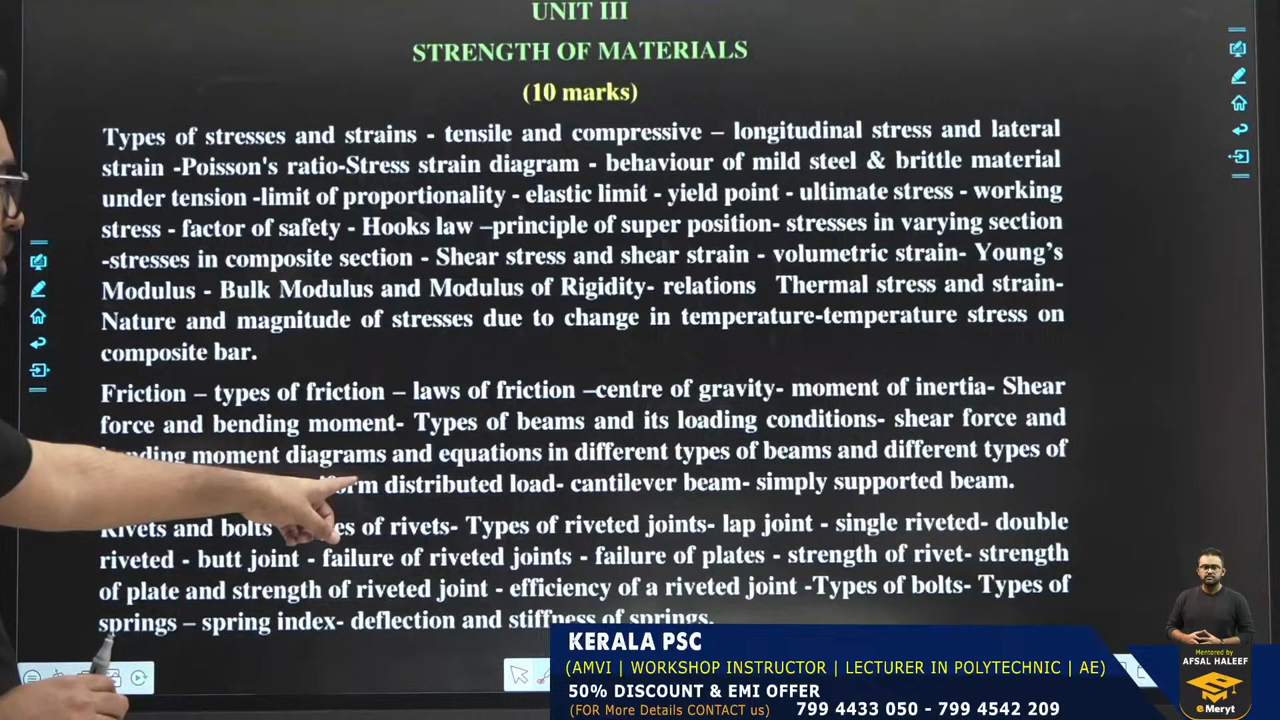 UNIT III
STRENGTH OF MATERIALS
(10 marks)
Types of stresses and strains - tensile and compressive – longitudinal stress and lateral
strain -Poisson's ratio-Stress strain diagram - behaviour of mild steel & brittle material
under tension -limit of proportionality - elastic limit - yield point - ultimate stress - working
stress - factor of safety - Hooks law –principle of super position- stresses in varying section
-stresses in composite section - Shear stress and shear strain - volumetric strain- Young's
Modulus - Bulk Modulus and Modulus of Rigidity- relations Thermal stress and strain-
Nature and magnitude of stresses due to change in temperature-temperature stress on
composite bar.
Friction – types of friction – laws of friction –centre of gravity- moment of inertia- Shear
force and bending moment- Types of beams and its loading conditions- shear force and
moment diagrams and equations in different types of beams and different types of
distributed load- cantilever beam- simply supported beam.
Rivets and bolts of rivets- Types of riveted joints- lap joint - single riveted- double
riveted - butt joint - failure of riveted joints - failure of plates - strength of rivet- strength
of plate and strength of riveted joint - efficiency of a riveted joint -Types of bolts- Types of
springs – spring index- deflection and stiffness of springs.
KERALA PSC
(AMVI | WORKSHOP INSTRUCTOR | LECTURER IN POLYTECHNIC | AE)
50% DISCOUNT & EMI OFFER
(FOR More Details CONTACT us) 799 4433 050 - 799 4542 209
Mentored by
AFSAL HALEEF
e Meryt